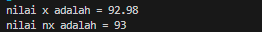 nilai x adalah = 92.98
nilai nx adalah = 93